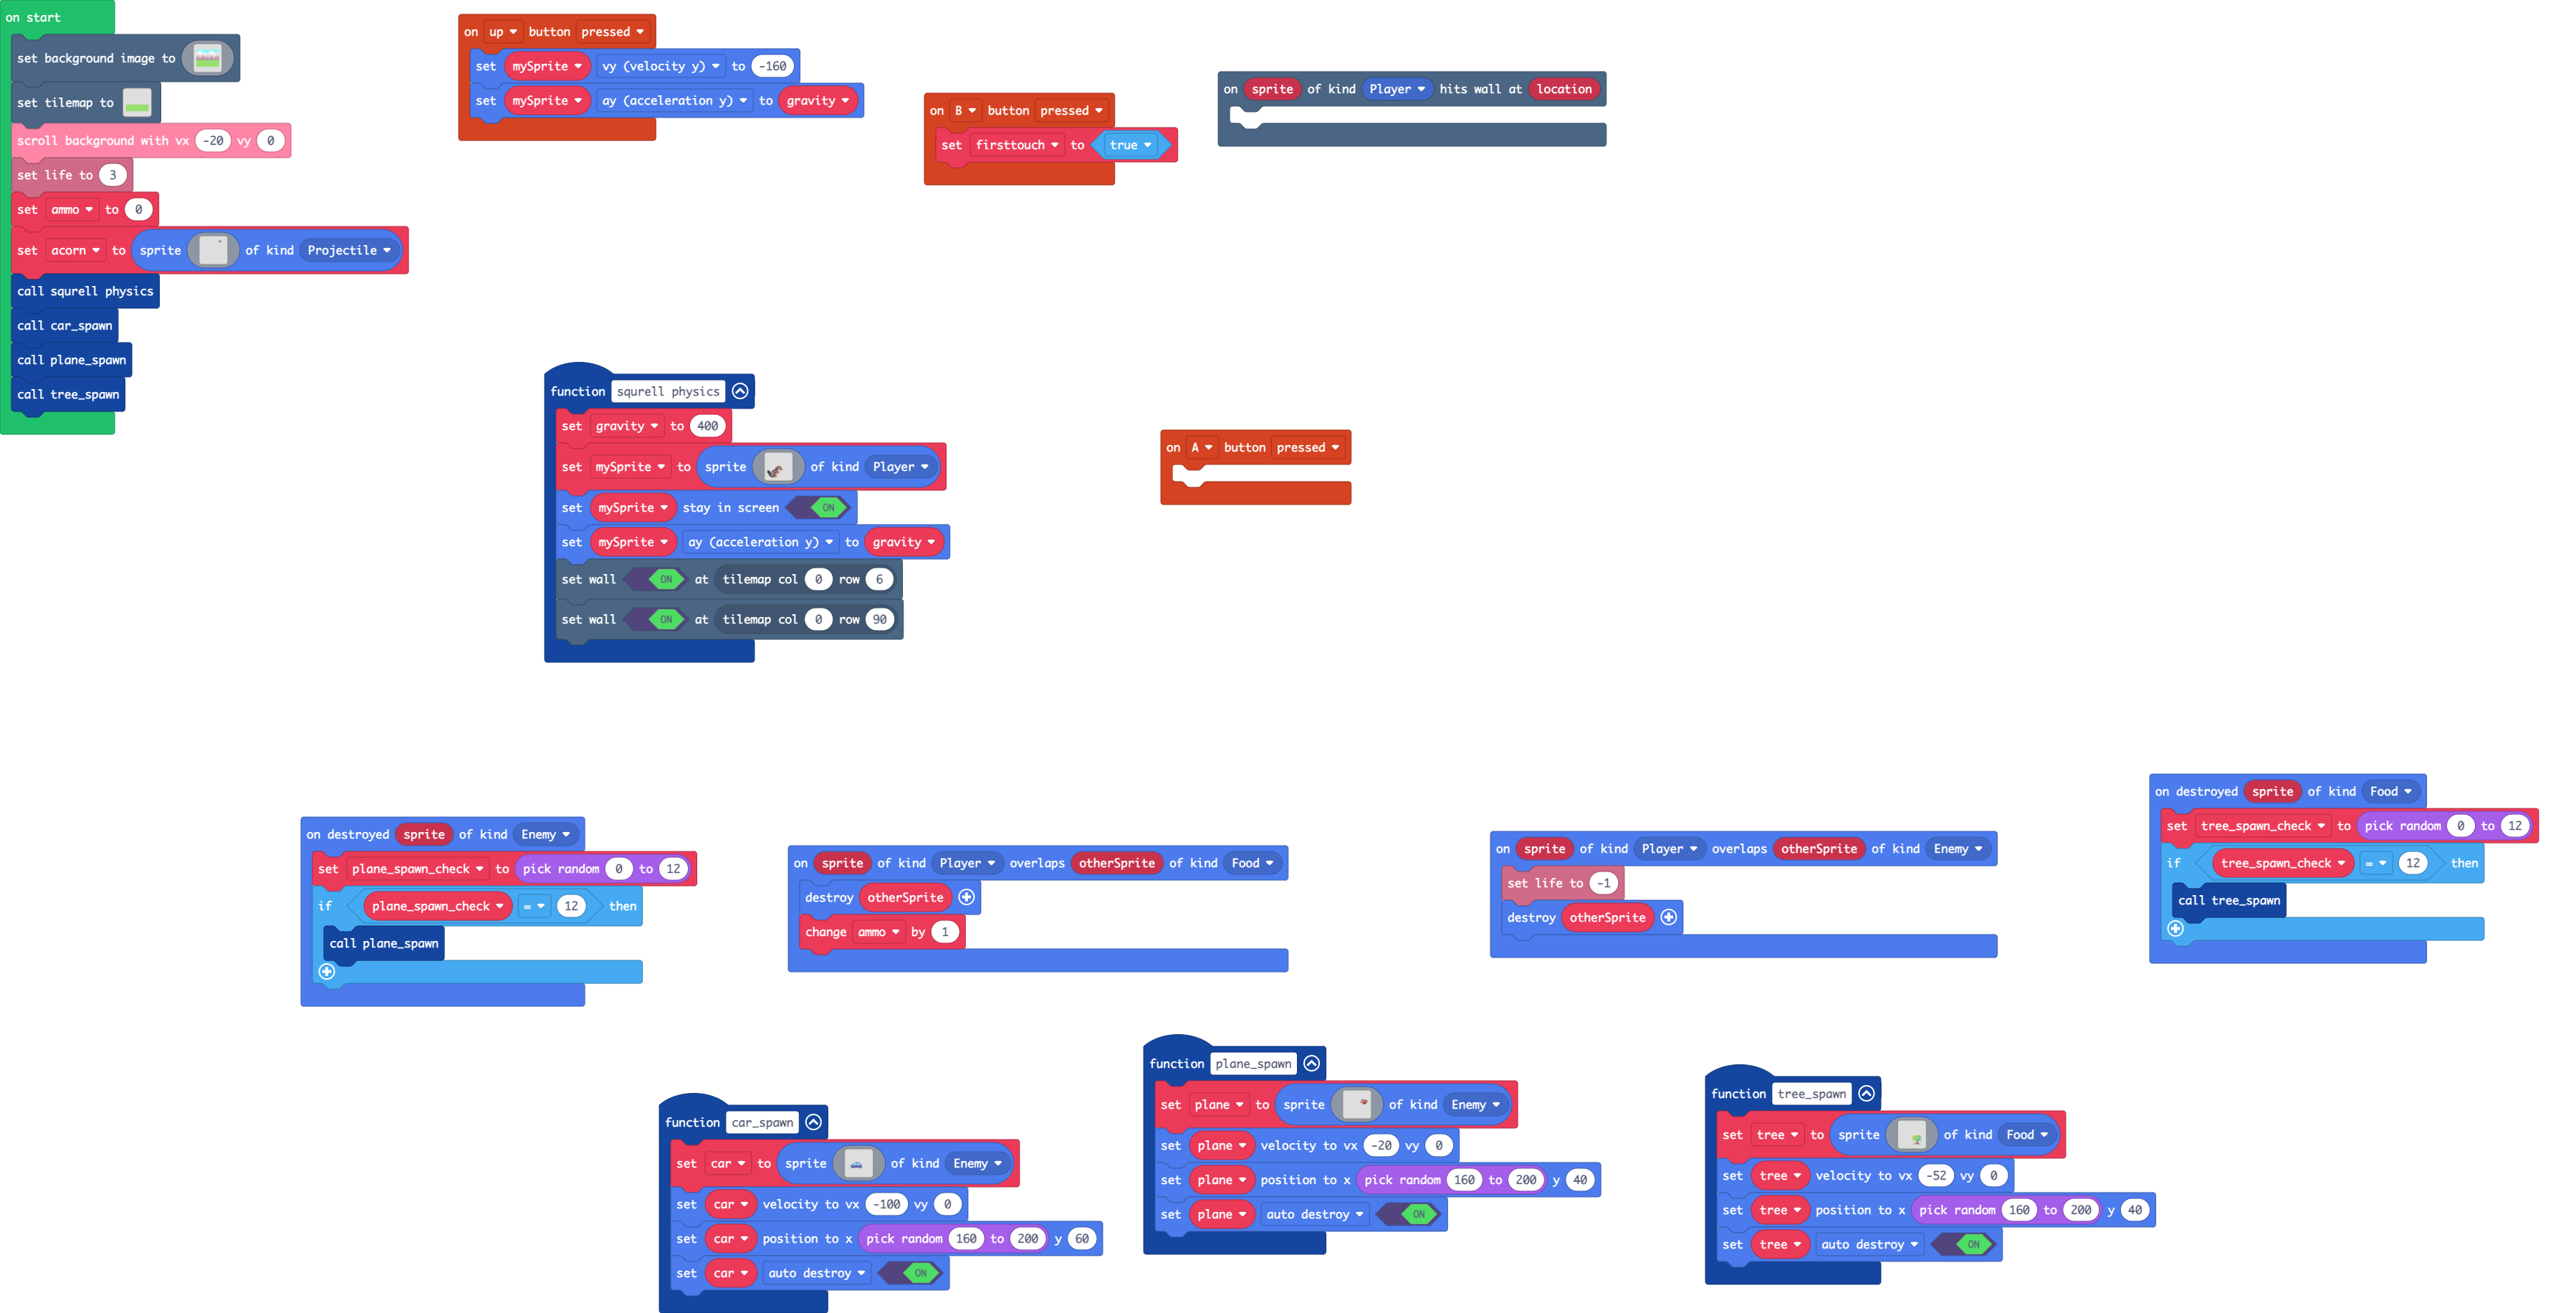 on start
set background image to
set tilemap to
scroll background with vx -20 vy 0
set life to 3
set ammo to 0
set acorn to sprite of kind Projectile
call squrell physics
call car_spawn
call plane_spawn
call tree_spawn
on up button pressed
set mySprite vy (velocity y) to -160
set mySprite ay (acceleration y) to gravity
on B button pressed
set firsttouch to true
on sprite of kind Player hits wall at location
function squrell physics
set gravity to 400
set mySprite to sprite of kind Player
set mySprite stay in screen ON
set mySprite ay (acceleration y) to gravity
set wall ON at tilemap col 0 row 6
set wall ON at tilemap col 0 row 90
on A button pressed
on destroyed sprite of kind Enemy
set plane_spawn_check to pick random 0 to 12
if plane_spawn_check = 12 then
call plane_spawn
on sprite of kind Player overlaps otherSprite of kind Food
destroy otherSprite
change ammo by 1
on sprite of kind Player overlaps otherSprite of kind Enemy
set life to -1
destroy otherSprite
on destroyed sprite of kind Food
set tree_spawn_check to pick random 0 to 12
if tree_spawn_check = 12 then
call tree_spawn
function car_spawn
set car to sprite of kind Enemy
set car velocity to vx -100 vy 0
set car position to x pick random 160 to 200 y 60
set car auto destroy ON
function plane_spawn
set plane to sprite of kind Enemy
set plane velocity to vx -20 vy 0
set plane position to x pick random 160 to 200 y 40
set plane auto destroy ON
function tree_spawn
set tree to sprite of kind Food
set tree velocity to vx -52 vy 0
set tree position to x pick random 160 to 200 y 40
set tree auto destroy ON